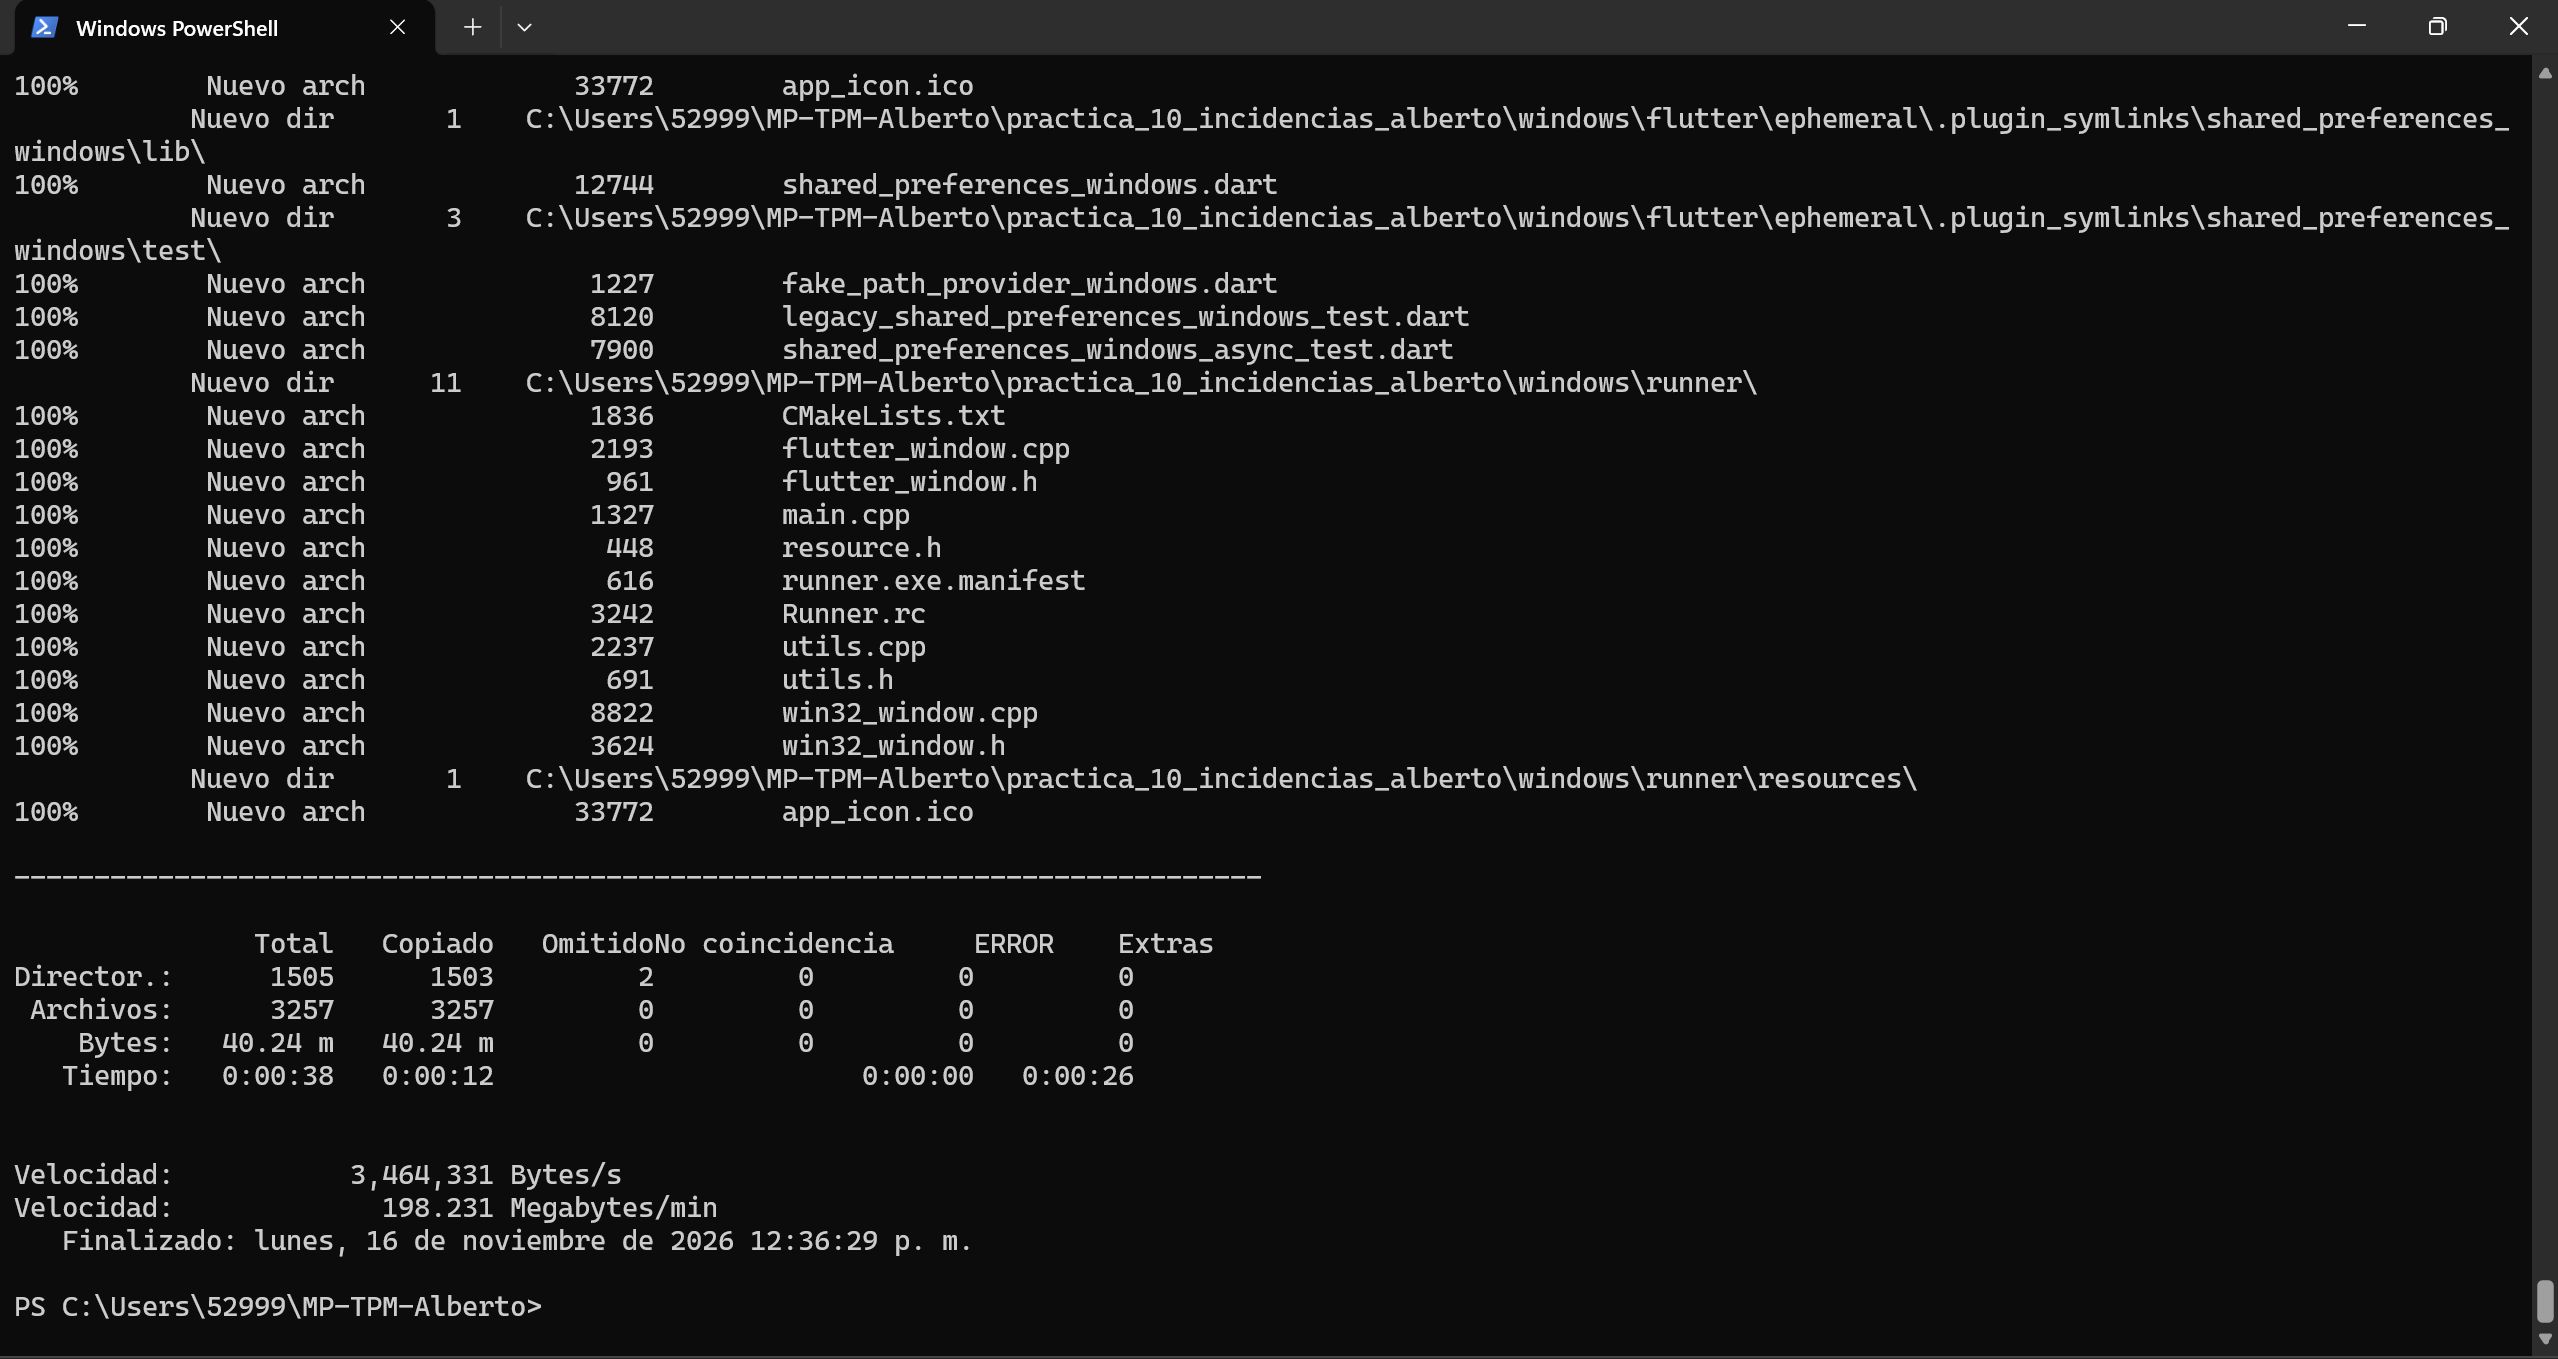 Windows PowerShell
100%        Nuevo arch             33772        app_icon.ico
           Nuevo dir       1    C:\Users\52999\MP-TPM-Alberto\practica_10_incidencias_alberto\windows\flutter\ephemeral\.plugin_symlinks\shared_preferences_
windows\lib\
100%        Nuevo arch             12744        shared_preferences_windows.dart
           Nuevo dir       3    C:\Users\52999\MP-TPM-Alberto\practica_10_incidencias_alberto\windows\flutter\ephemeral\.plugin_symlinks\shared_preferences_
windows\test\
100%        Nuevo arch              1227        fake_path_provider_windows.dart
100%        Nuevo arch              8120        legacy_shared_preferences_windows_test.dart
100%        Nuevo arch              7900        shared_preferences_windows_async_test.dart
           Nuevo dir      11    C:\Users\52999\MP-TPM-Alberto\practica_10_incidencias_alberto\windows\runner\
100%        Nuevo arch              1836        CMakeLists.txt
100%        Nuevo arch              2193        flutter_window.cpp
100%        Nuevo arch               961        flutter_window.h
100%        Nuevo arch              1327        main.cpp
100%        Nuevo arch               448        resource.h
100%        Nuevo arch               616        runner.exe.manifest
100%        Nuevo arch              3242        Runner.rc
100%        Nuevo arch              2237        utils.cpp
100%        Nuevo arch               691        utils.h
100%        Nuevo arch              8822        win32_window.cpp
100%        Nuevo arch              3624        win32_window.h
           Nuevo dir       1    C:\Users\52999\MP-TPM-Alberto\practica_10_incidencias_alberto\windows\runner\resources\
100%        Nuevo arch             33772        app_icon.ico
------------------------------------------------------------------------------
               Total   Copiado   OmitidoNo coincidencia     ERROR    Extras
Director.:      1505      1503         2         0         0         0
 Archivos:      3257      3257         0         0         0         0
    Bytes:   40.24 m   40.24 m         0         0         0         0
   Tiempo:   0:00:38   0:00:12                       0:00:00   0:00:26
Velocidad:           3,464,331 Bytes/s
Velocidad:             198.231 Megabytes/min
   Finalizado: lunes, 16 de noviembre de 2026 12:36:29 p. m.
PS C:\Users\52999\MP-TPM-Alberto>